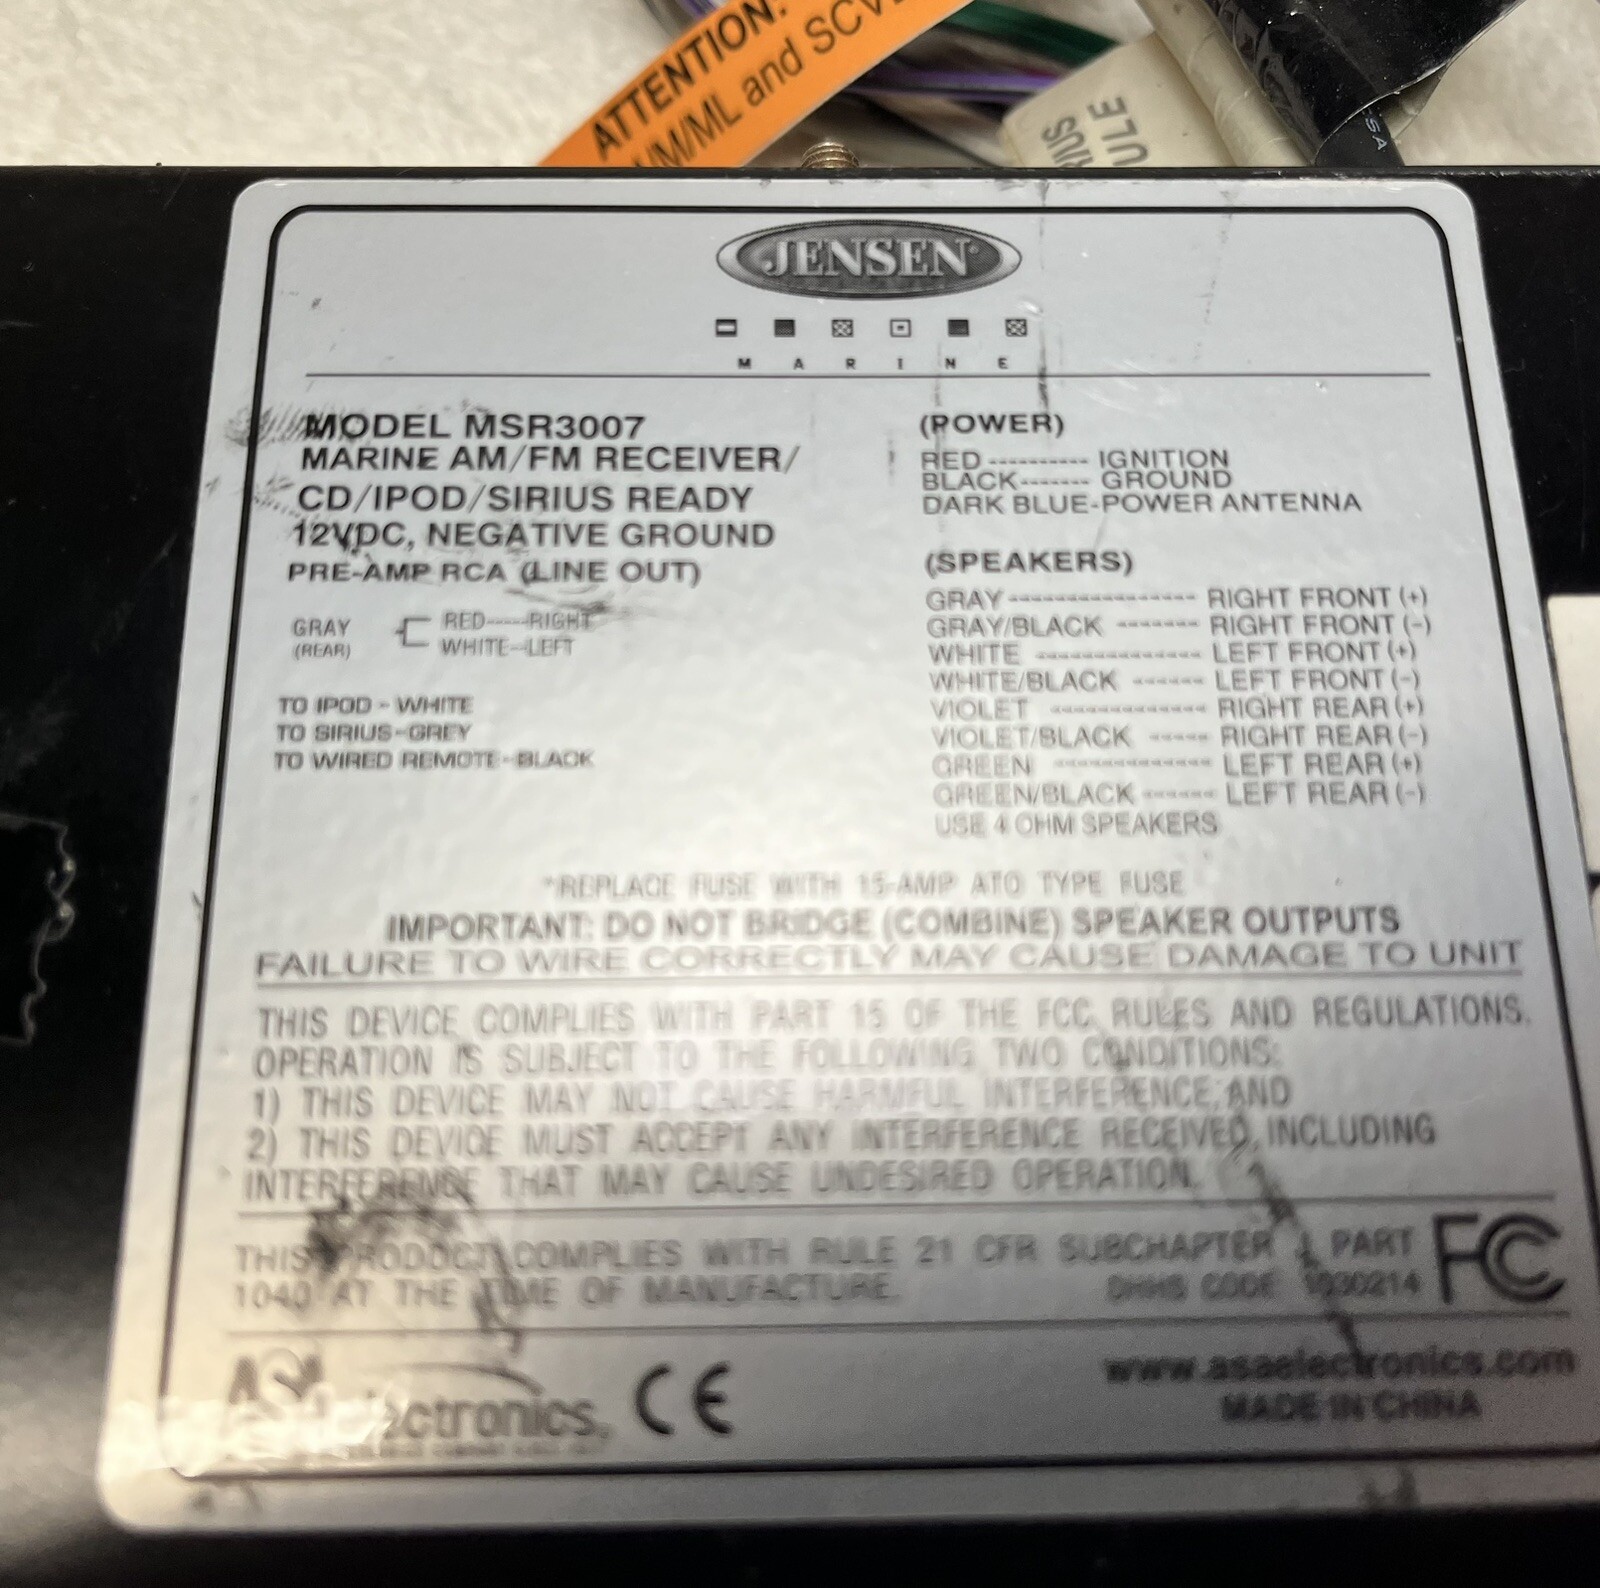 ATTENTION:
M/ML and SCV
IUS
ULE
SA
JENSEN
MARINE
MODEL MSR3007
MARINE AM/FM RECEIVER/
CD/IPOD/SIRIUS READY
12VDC, NEGATIVE GROUND
PRE-AMP RCA (LINE OUT)
GRAY
(REAR)
RED-----RIGHT
WHITE--LEFT
TO IPOD - WHITE
TO SIRIUS-GREY
TO WIRED REMOTE-BLACK
(POWER)
RED ---------- IGNITION
BLACK------- GROUND
DARK BLUE-POWER ANTENNA
(SPEAKERS)
GRAY ---------------- RIGHT FRONT (+)
GRAY/BLACK ------- RIGHT FRONT (-)
WHITE -------------- LEFT FRONT (+)
WHITE/BLACK ------ LEFT FRONT (-)
VIOLET ------------- RIGHT REAR (+)
VIOLET/BLACK ----- RIGHT REAR (-)
GREEN ------------- LEFT REAR (+)
GREEN/BLACK ------ LEFT REAR (-)
USE 4 OHM SPEAKERS
*REPLACE FUSE WITH 15-AMP ATO TYPE FUSE
IMPORTANT: DO NOT BRIDGE (COMBINE) SPEAKER OUTPUTS
FAILURE TO WIRE CORRECTLY MAY CAUSE DAMAGE TO UNIT
THIS DEVICE COMPLIES WITH PART 15 OF THE FCC RULES AND REGULATIONS.
OPERATION IS SUBJECT TO THE FOLLOWING TWO CONDITIONS:
1) THIS DEVICE MAY NOT CAUSE HARMFUL INTERFERENCE, AND
2) THIS DEVICE MUST ACCEPT ANY INTERFERENCE RECEIVED, INCLUDING
INTERFERENCE THAT MAY CAUSE UNDESIRED OPERATION.
THIS PRODUCT COMPLIES WITH RULE 21 CFR SUBCHAPTER J, PART
1040 AT THE TIME OF MANUFACTURE.
DHHS CODE 1030214
FC
ASA electronics.
CE
www.asaelectronics.com
MADE IN CHINA